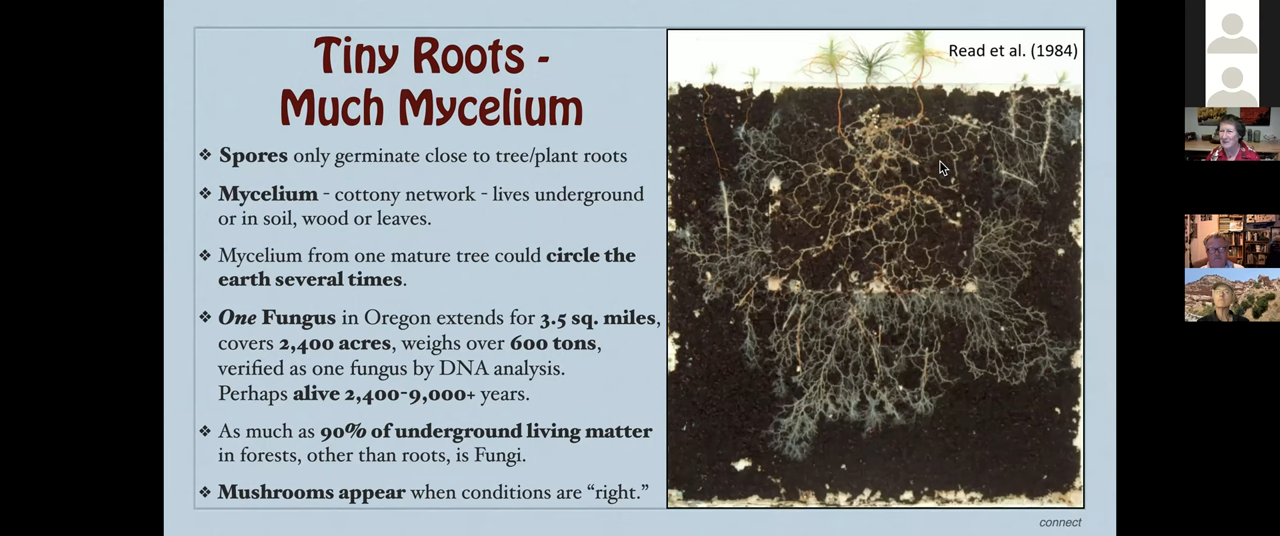 Tiny Roots -
Much Mycelium
❖ Spores only germinate close to tree/plant roots
❖ Mycelium - cottony network - lives underground
or in soil, wood or leaves.
❖ Mycelium from one mature tree could circle the
earth several times.
❖ One Fungus in Oregon extends for 3.5 sq. miles,
covers 2,400 acres, weighs over 600 tons,
verified as one fungus by DNA analysis.
Perhaps alive 2,400-9,000+ years.
❖ As much as 90% of underground living matter
in forests, other than roots, is Fungi.
❖ Mushrooms appear when conditions are “right.”
Read et al. (1984)
connect